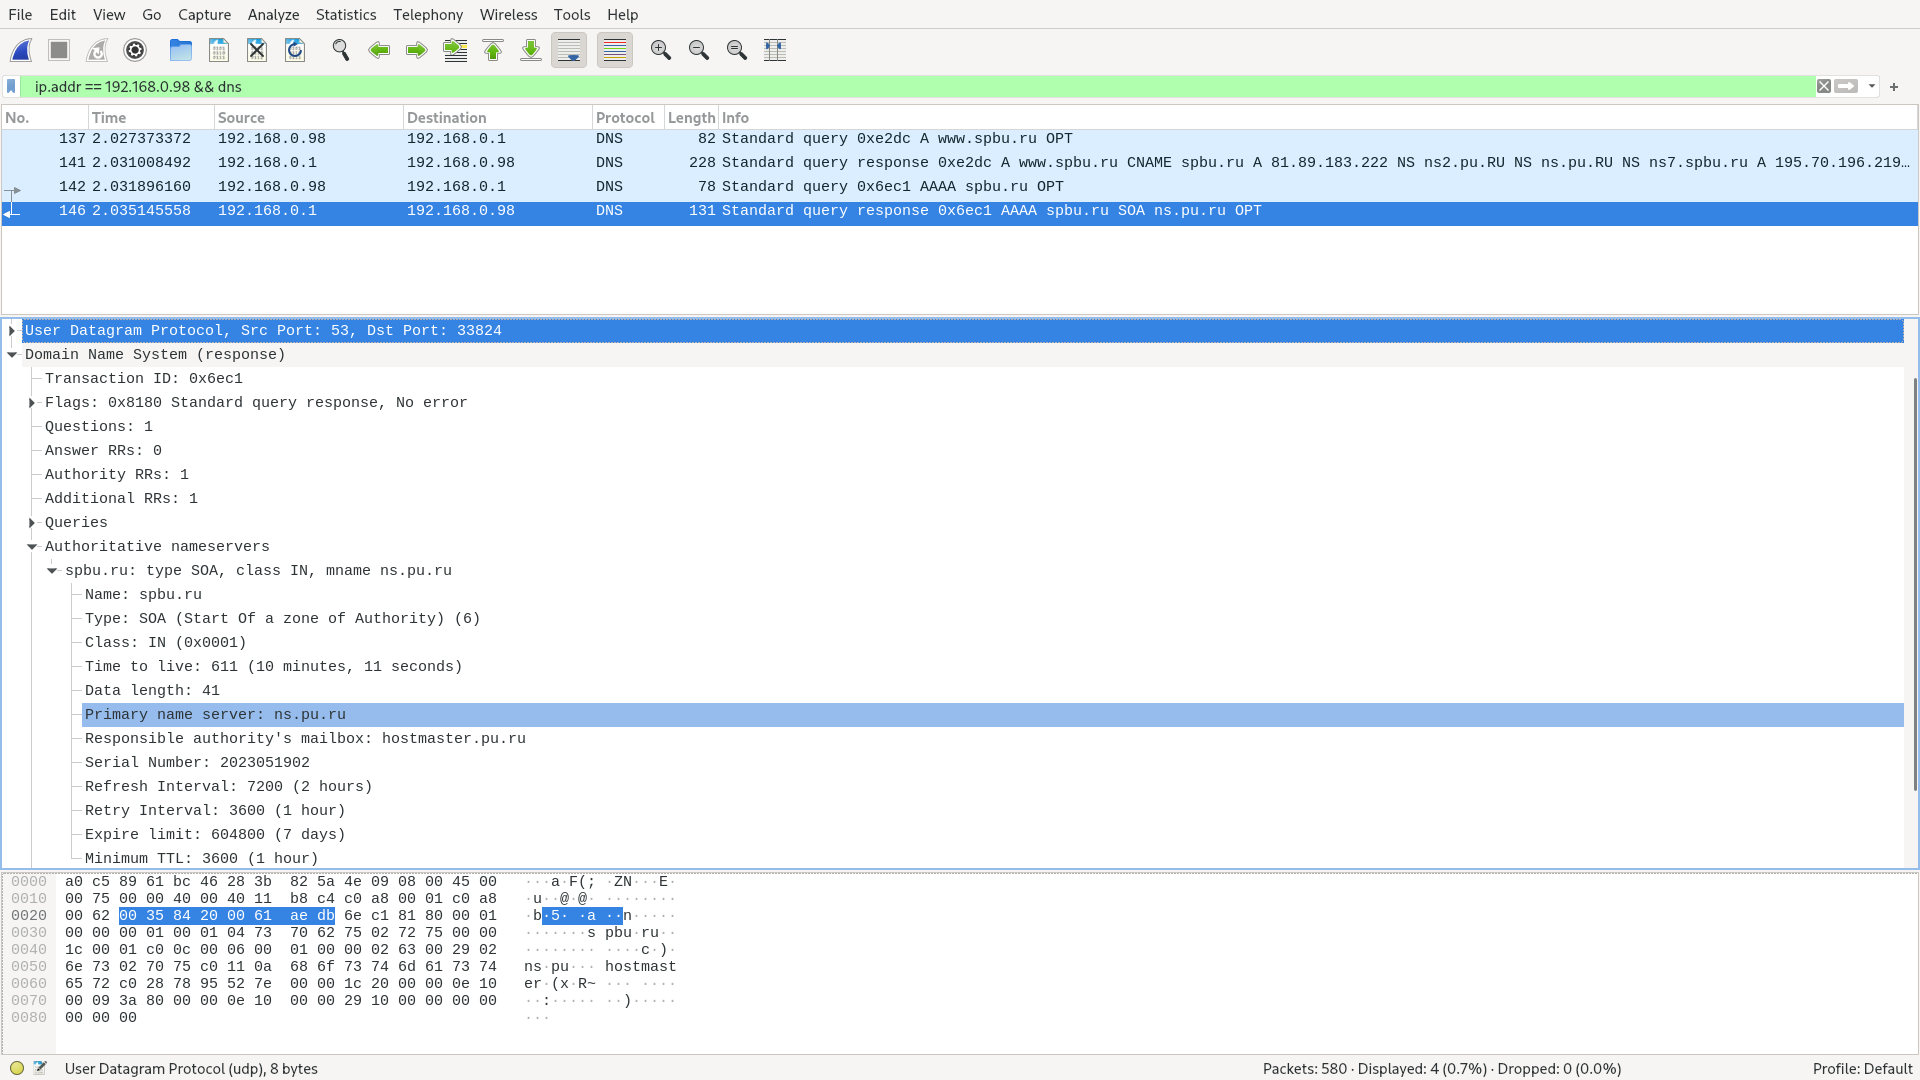 File Edit View Go Capture Analyze Statistics Telephony Wireless Tools Help
ip.addr == 192.168.0.98 && dns
No. Time Source Destination Protocol Length Info
137 2.027373372 192.168.0.98 192.168.0.1 DNS 82 Standard query 0xe2dc A www.spbu.ru OPT
141 2.031008492 192.168.0.1 192.168.0.98 DNS 228 Standard query response 0xe2dc A www.spbu.ru CNAME spbu.ru A 81.89.183.222 NS ns2.pu.RU NS ns.pu.RU NS ns7.spbu.ru A 195.70.196.219…
142 2.031896160 192.168.0.98 192.168.0.1 DNS 78 Standard query 0x6ec1 AAAA spbu.ru OPT
146 2.035145558 192.168.0.1 192.168.0.98 DNS 131 Standard query response 0x6ec1 AAAA spbu.ru SOA ns.pu.ru OPT
User Datagram Protocol, Src Port: 53, Dst Port: 33824
Domain Name System (response)
Transaction ID: 0x6ec1
Flags: 0x8180 Standard query response, No error
Questions: 1
Answer RRs: 0
Authority RRs: 1
Additional RRs: 1
Queries
Authoritative nameservers
spbu.ru: type SOA, class IN, mname ns.pu.ru
Name: spbu.ru
Type: SOA (Start Of a zone of Authority) (6)
Class: IN (0x0001)
Time to live: 611 (10 minutes, 11 seconds)
Data length: 41
Primary name server: ns.pu.ru
Responsible authority's mailbox: hostmaster.pu.ru
Serial Number: 2023051902
Refresh Interval: 7200 (2 hours)
Retry Interval: 3600 (1 hour)
Expire limit: 604800 (7 days)
Minimum TTL: 3600 (1 hour)
0000 a0 c5 89 61 bc 46 28 3b 82 5a 4e 09 08 00 45 00 ···a·F(; ·ZN···E·
0010 00 75 00 00 40 00 40 11 b8 c4 c0 a8 00 01 c0 a8 ·u··@·@· ········
0020 00 62 00 35 84 20 00 61 ae db 6e c1 81 80 00 01 ·b·5· ·a ··n·····
0030 00 00 00 01 00 01 04 73 70 62 75 02 72 75 00 00 ·······s pbu·ru··
0040 1c 00 01 c0 0c 00 06 00 01 00 00 02 63 00 29 02 ········ ····c·)·
0050 6e 73 02 70 75 c0 11 0a 68 6f 73 74 6d 61 73 74 ns·pu··· hostmast
0060 65 72 c0 28 78 95 52 7e 00 00 1c 20 00 00 0e 10 er·(x·R~ ··· ····
0070 00 09 3a 80 00 00 0e 10 00 00 29 10 00 00 00 00 ··:····· ··)·····
0080 00 00 00 ···
User Datagram Protocol (udp), 8 bytes
Packets: 580 · Displayed: 4 (0.7%) · Dropped: 0 (0.0%)
Profile: Default